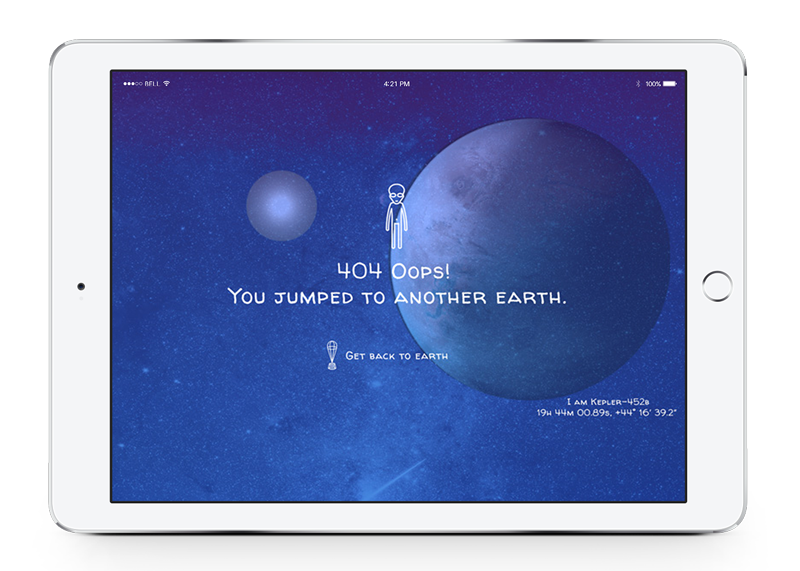 BELL
4:21 PM
100%
404 Oops!
You jumped to another earth.
Get back to earth
I am Kepler-452b
19h 44m 00.89s, +44° 16′ 39.2″